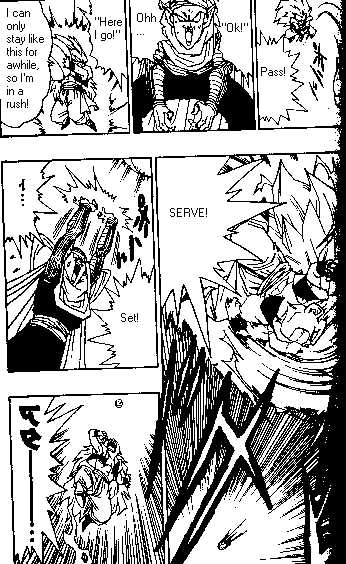 I can
only
stay like
this for
awhile,
so I'm
in a
rush!
"Here
I go!"
Ohh
...
"Ok!"
Pass!
Set!
SERVE!